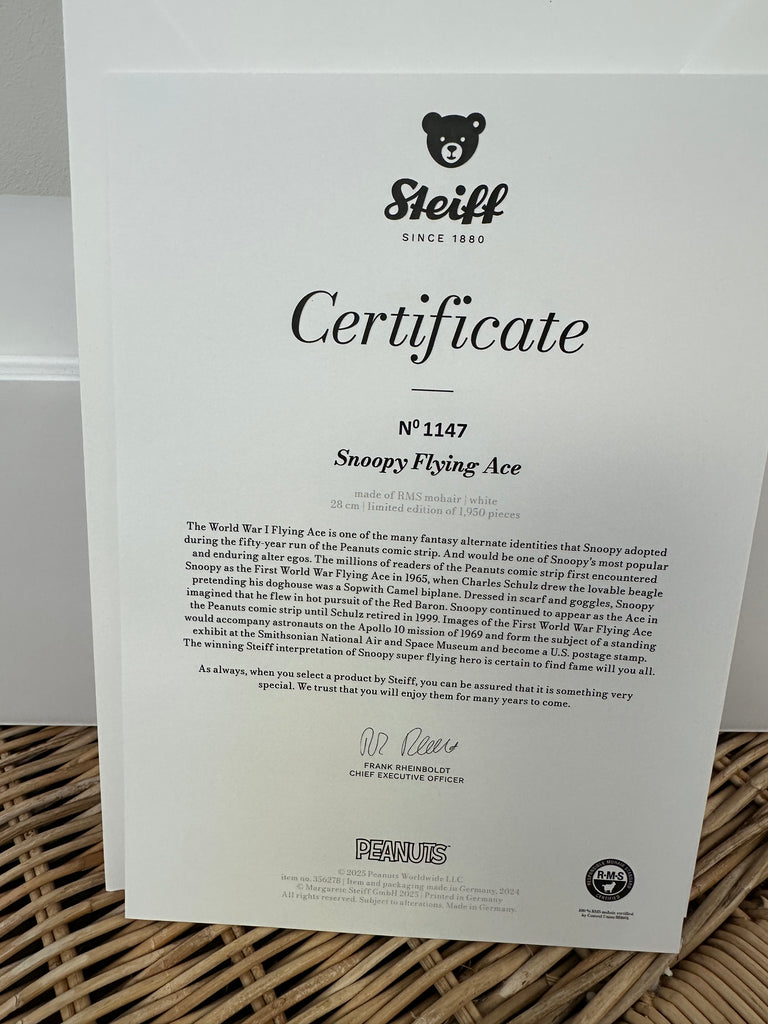 Steiff
SINCE 1880
Certificate
Nº 1147
Snoopy Flying Ace
made of RMS mohair | white
28 cm | limited edition of 1,950 pieces
The World War I Flying Ace is one of the many fantasy alternate identities that Snoopy adopted
during the fifty-year run of the Peanuts comic strip. And would be one of Snoopy's most popular
and enduring alter egos. The millions of readers of the Peanuts comic strip first encountered
Snoopy as the First World War Flying Ace in 1965, when Charles Schulz drew the lovable beagle
pretending his doghouse was a Sopwith Camel biplane. Dressed in scarf and goggles, Snoopy
imagined that he flew in hot pursuit of the Red Baron. Snoopy continued to appear as the Ace in
the Peanuts comic strip until Schulz retired in 1999. Images of the First World War Flying Ace
would accompany astronauts on the Apollo 10 mission of 1969 and form the subject of a standing
exhibit at the Smithsonian National Air and Space Museum and become a U.S. postage stamp.
The winning Steiff interpretation of Snoopy super flying hero is certain to find fame will you all.
As always, when you select a product by Steiff, you can be assured that it is something very
special. We trust that you will enjoy them for many years to come.
FRANK RHEINBOLDT
CHIEF EXECUTIVE OFFICER
PEANUTS
© 2025 Peanuts Worldwide LLC
item no. 356278 | Item and packaging made in Germany, 2024
© Margarete Steiff GmbH 2025 | Printed in Germany
All rights reserved. Subject to alterations. Made in Germany.
RESPONSIBLE MOHAIR STANDARD
R·M·S
CERTIFIED
100 % RMS mohair certified
by Control Union